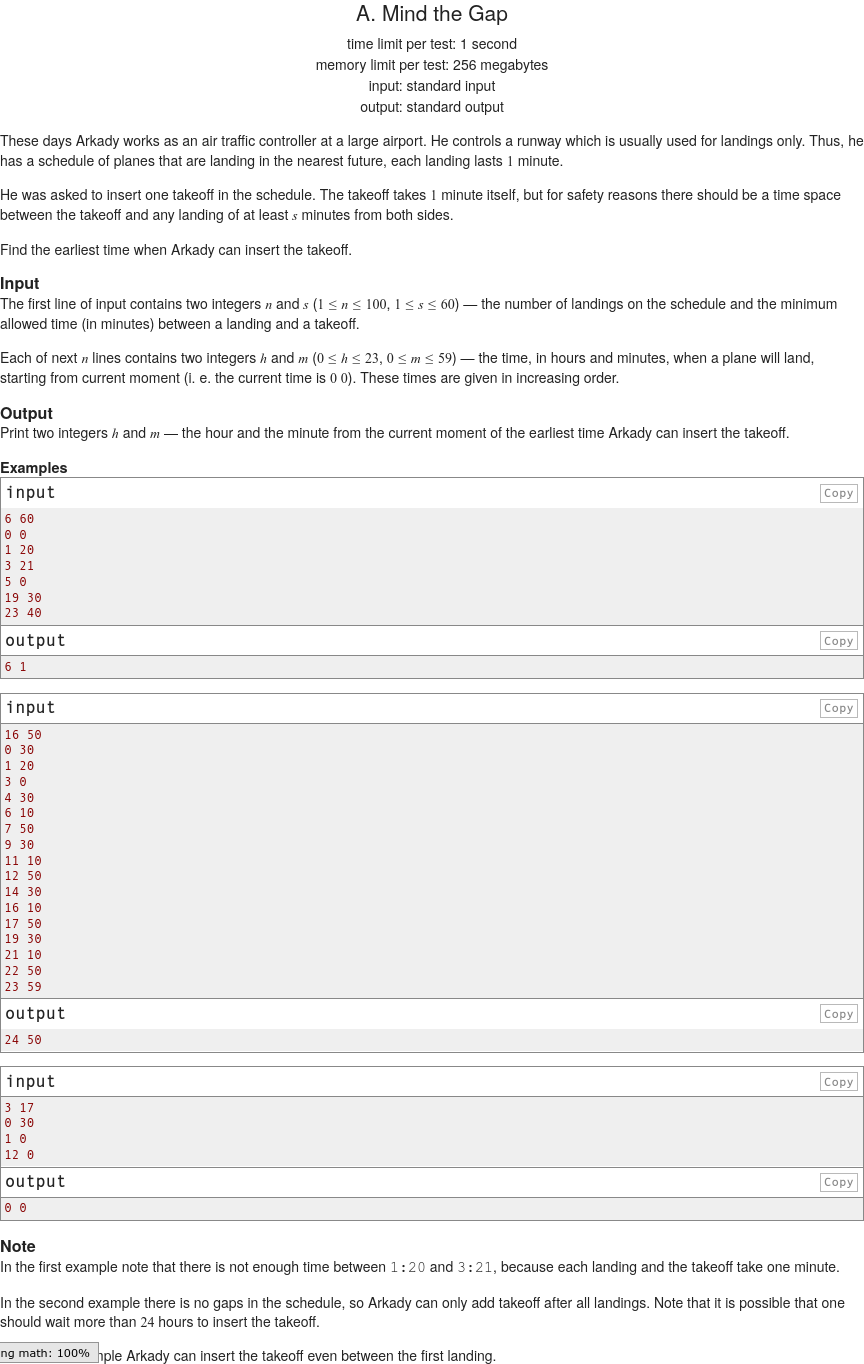 A. Mind the Gap
time limit per test: 1 second
memory limit per test: 256 megabytes
input: standard input
output: standard output
These days Arkady works as an air traffic controller at a large airport. He controls a runway which is usually used for landings only. Thus, he
has a schedule of planes that are landing in the nearest future, each landing lasts 1 minute.
He was asked to insert one takeoff in the schedule. The takeoff takes 1 minute itself, but for safety reasons there should be a time space
between the takeoff and any landing of at least s minutes from both sides.
Find the earliest time when Arkady can insert the takeoff.
Input
The first line of input contains two integers n and s (1 ≤ n ≤ 100, 1 ≤ s ≤ 60) — the number of landings on the schedule and the minimum
allowed time (in minutes) between a landing and a takeoff.
Each of next n lines contains two integers h and m (0 ≤ h ≤ 23, 0 ≤ m ≤ 59) — the time, in hours and minutes, when a plane will land,
starting from current moment (i. e. the current time is 0 0). These times are given in increasing order.
Output
Print two integers h and m — the hour and the minute from the current moment of the earliest time Arkady can insert the takeoff.
Examples
input Copy
6 60
0 0
1 20
3 21
5 0
19 30
23 40
output Copy
6 1
input Copy
16 50
0 30
1 20
3 0
4 30
6 10
7 50
9 30
11 10
12 50
14 30
16 10
17 50
19 30
21 10
22 50
23 59
output Copy
24 50
input Copy
3 17
0 30
1 0
12 0
output Copy
0 0
Note
In the first example note that there is not enough time between 1:20 and 3:21, because each landing and the takeoff take one minute.
In the second example there is no gaps in the schedule, so Arkady can only add takeoff after all landings. Note that it is possible that one
should wait more than 24 hours to insert the takeoff.
ng math: 100% nple Arkady can insert the takeoff even between the first landing.